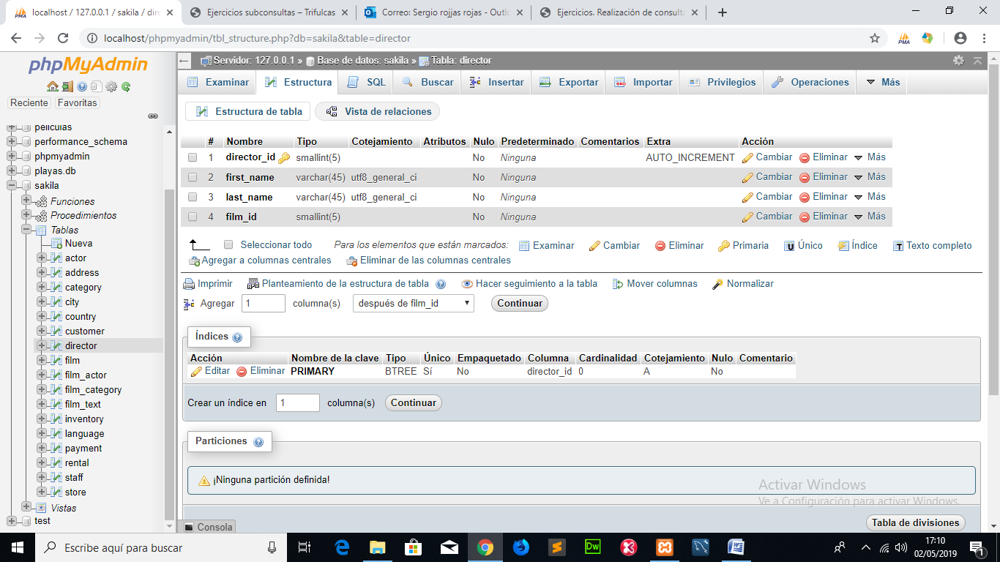 localhost / 127.0.0.1 / sakila / dire
Ejercicios subconsultas – Trifulcas
Correo: Sergio rojjas rojas - Outl
Ejercicios. Realización de consulta
localhost/phpmyadmin/tbl_structure.php?db=sakila&table=director
PMA
phpMyAdmin
Reciente
Favoritas
peliculas
performance_schema
phpmyadmin
playas.db
sakila
Funciones
Procedimientos
Tablas
Nueva
actor
address
category
city
country
customer
director
film
film_actor
film_category
film_text
inventory
language
payment
rental
staff
store
Vistas
test
Servidor: 127.0.0.1 » Base de datos: sakila » Tabla: director
Examinar Estructura SQL Buscar Insertar Exportar Importar Privilegios Operaciones Más
Estructura de tabla Vista de relaciones
# Nombre Tipo Cotejamiento Atributos Nulo Predeterminado Comentarios Extra Acción
1 director_id smallint(5) No Ninguna AUTO_INCREMENT Cambiar Eliminar Más
2 first_name varchar(45) utf8_general_ci No Ninguna Cambiar Eliminar Más
3 last_name varchar(45) utf8_general_ci No Ninguna Cambiar Eliminar Más
4 film_id smallint(5) No Ninguna Cambiar Eliminar Más
Seleccionar todo Para los elementos que están marcados: Examinar Cambiar Eliminar Primaria Único Índice Texto completo
Agregar a columnas centrales Eliminar de las columnas centrales
Imprimir Planteamiento de la estructura de tabla Hacer seguimiento a la tabla Mover columnas Normalizar
Agregar 1 columna(s) después de film_id Continuar
Índices
Acción Nombre de la clave Tipo Único Empaquetado Columna Cardinalidad Cotejamiento Nulo Comentario
Editar Eliminar PRIMARY BTREE Sí No director_id 0 A No
Crear un índice en 1 columna(s) Continuar
Particiones
¡Ninguna partición definida!
Activar Windows
Ve a Configuración para activar Windows.
Tabla de divisiones
Consola
Escribe aquí para buscar
Dw
17:10
02/05/2019
1